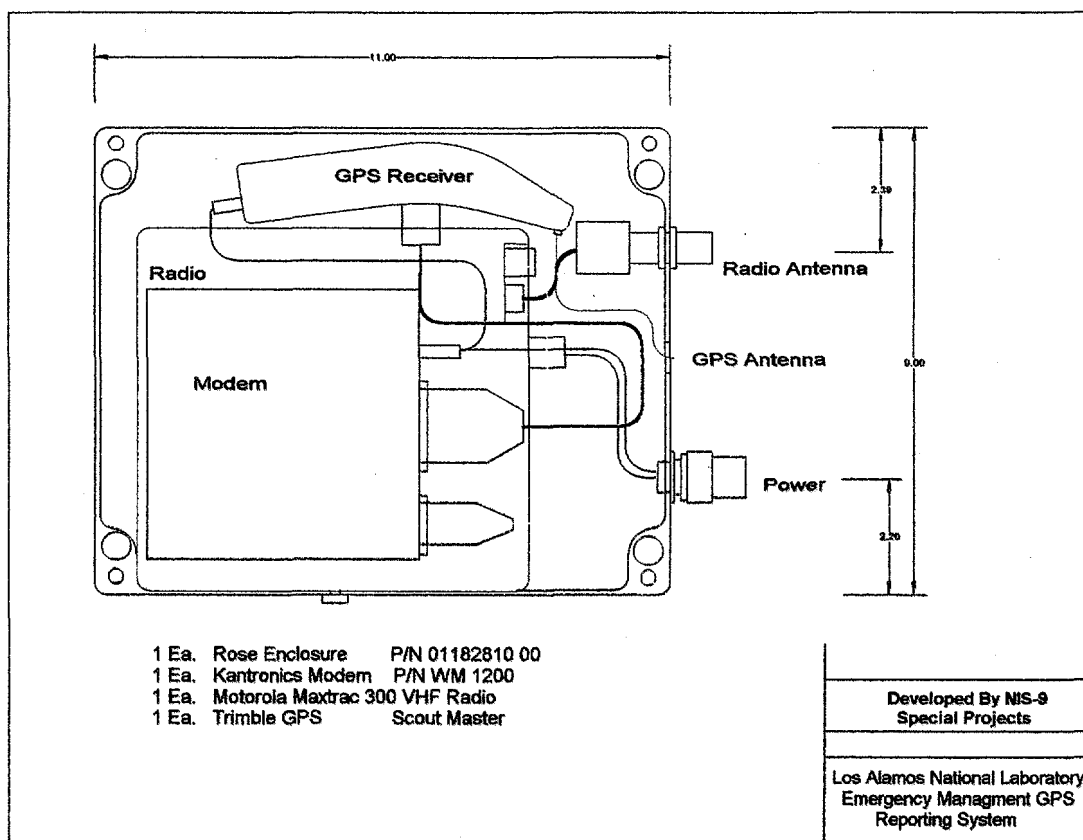 11.00
GPS Receiver
2.39
Radio Antenna
Radio
GPS Antenna
9.00
Modem
Power
2.20
1 Ea. Rose Enclosure P/N 01182810 00
1 Ea. Kantronics Modem P/N WM 1200
1 Ea. Motorola Maxtrac 300 VHF Radio
1 Ea. Trimble GPS Scout Master
Developed By NIS-9
Special Projects
Los Alamos National Laboratory
Emergency Managment GPS
Reporting System